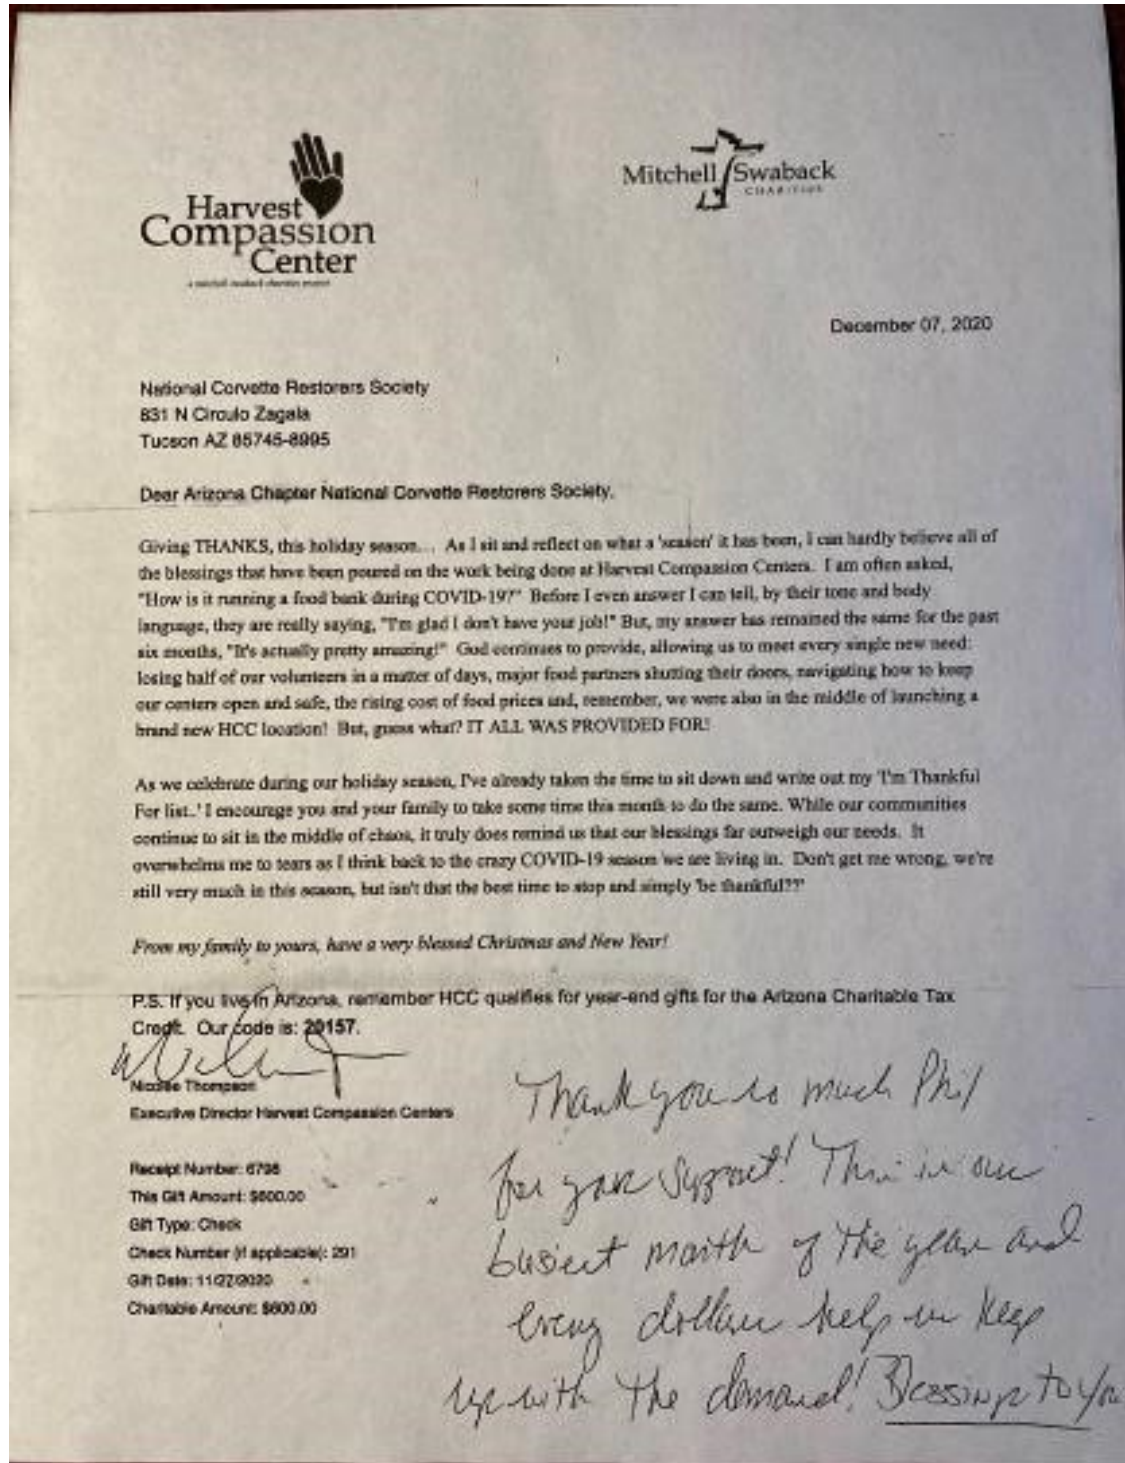 Harvest
Compassion
Center
a mitchell swaback charities project
Mitchell Swaback
CHARITIES
December 07, 2020
National Corvette Restorers Society
831 N Circulo Zagala
Tucson AZ 85745-8995
Dear Arizona Chapter National Corvette Restorers Society,
Giving THANKS, this holiday season... As I sit and reflect on what a 'season' it has been, I can hardly believe all of
the blessings that have been poured on the work being done at Harvest Compassion Centers. I am often asked,
"How is it running a food bank during COVID-19?" Before I even answer I can tell, by their tone and body
language, they are really saying, "I'm glad I don't have your job!" But, my answer has remained the same for the past
six months, "It's actually pretty amazing!" God continues to provide, allowing us to meet every single new need:
losing half of our volunteers in a matter of days, major food partners shutting their doors, navigating how to keep
our centers open and safe, the rising cost of food prices and, remember, we were also in the middle of launching a
brand new HCC location! But, guess what? IT ALL WAS PROVIDED FOR!
As we celebrate during our holiday season, I've already taken the time to sit down and write out my 'I'm Thankful
For list..' I encourage you and your family to take some time this month to do the same. While our communities
continue to sit in the middle of chaos, it truly does remind us that our blessings far outweigh our needs. It
overwhelms me to tears as I think back to the crazy COVID-19 season we are living in. Don't get me wrong, we're
still very much in this season, but isn't that the best time to stop and simply 'be thankful??'
From my family to yours, have a very blessed Christmas and New Year!
P.S. If you live in Arizona, remember HCC qualifies for year-end gifts for the Arizona Charitable Tax
Credit. Our code is: 20157.
Thompson
Executive Director Harvest Compassion Centers
Receipt Number: 6798
This Gift Amount: $600.00
Gift Type: Check
Check Number (if applicable): 291
Gift Date: 11/27/2020
Charitable Amount: $600.00
Thank you so much Phil
for your support! This is our
busiest month of the year and
every dollar help us keep
up with the demand! Blessings to you